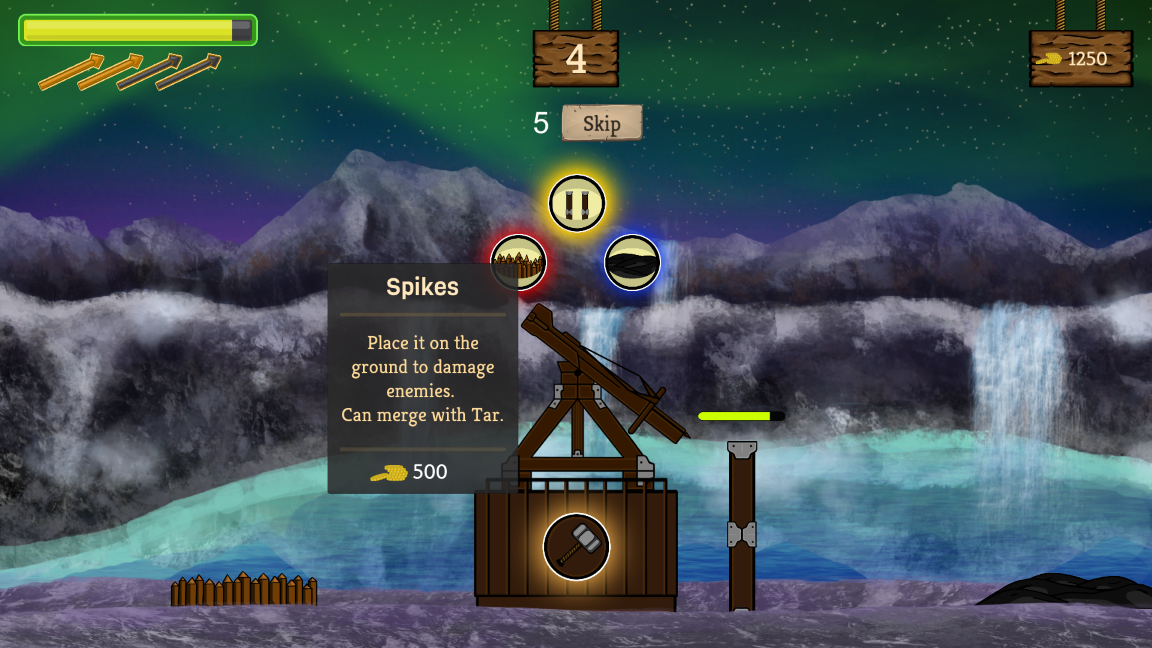 4
1250
5 Skip
Spikes
Place it on the
ground to damage
enemies.
Can merge with Tar.
500